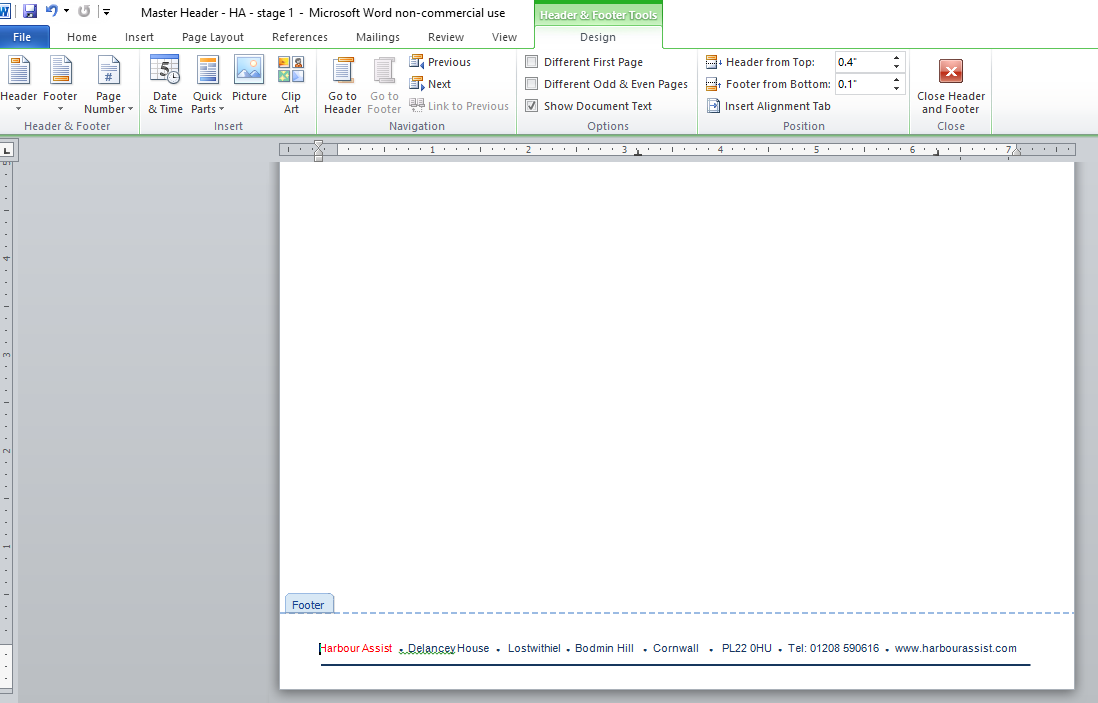 W Master Header - HA - stage 1 - Microsoft Word non-commercial use Header & Footer Tools
File Home Insert Page Layout References Mailings Review View Design
Header Footer Page Number Date & Time Quick Parts Picture Clip Art Go to Header Go to Footer Previous Next Link to Previous
Different First Page
Different Odd & Even Pages
Show Document Text
Header from Top: 0.4"
Footer from Bottom: 0.1"
Insert Alignment Tab
Close Header and Footer
Header & Footer Insert Navigation Options Position Close
1 2 3 4 5 6 7
4
3
2
1
Footer
Harbour Assist • Delancey House • Lostwithiel • Bodmin Hill • Cornwall • PL22 0HU • Tel: 01208 590616 • www.harbourassist.com